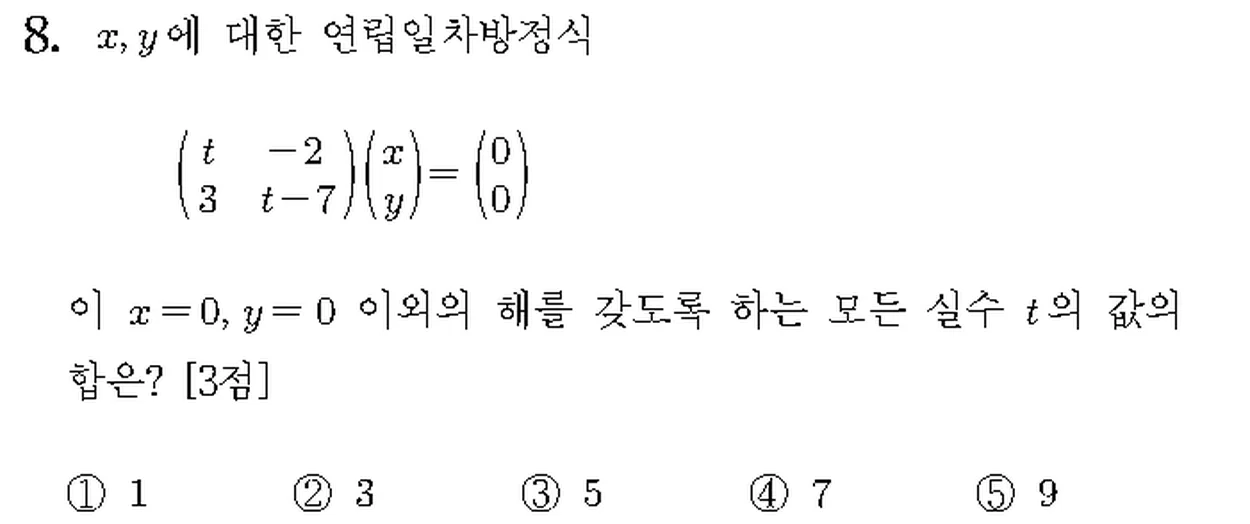 8. x, y에 대한 연립일차방정식
( t  -2 ) ( x ) = ( 0 )
( 3  t-7 ) ( y )   ( 0 )
이 x=0, y=0 이외의 해를 갖도록 하는 모든 실수 t의 값의
합은? [3점]
① 1 ② 3 ③ 5 ④ 7 ⑤ 9